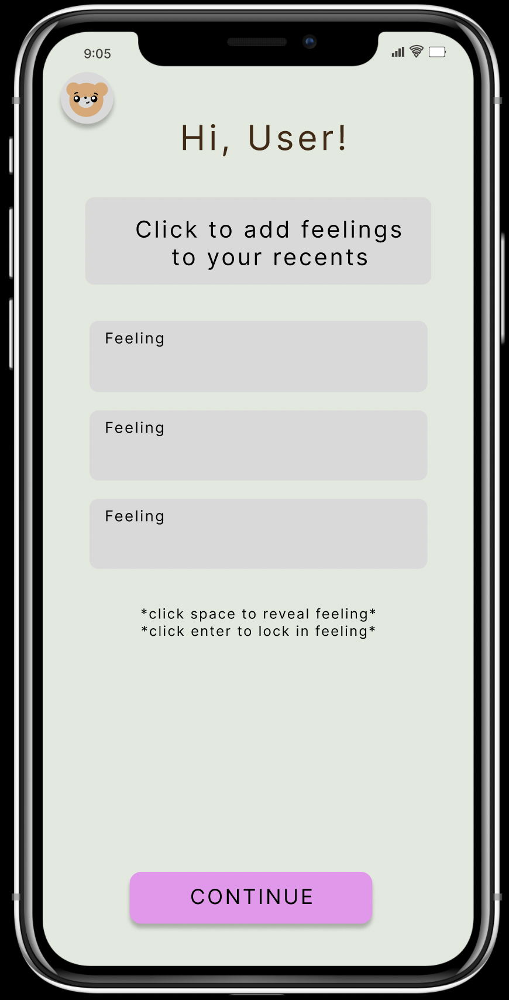 9:05
Hi, User!
Click to add feelings
to your recents
Feeling
Feeling
Feeling
*click space to reveal feeling*
*click enter to lock in feeling*
CONTINUE